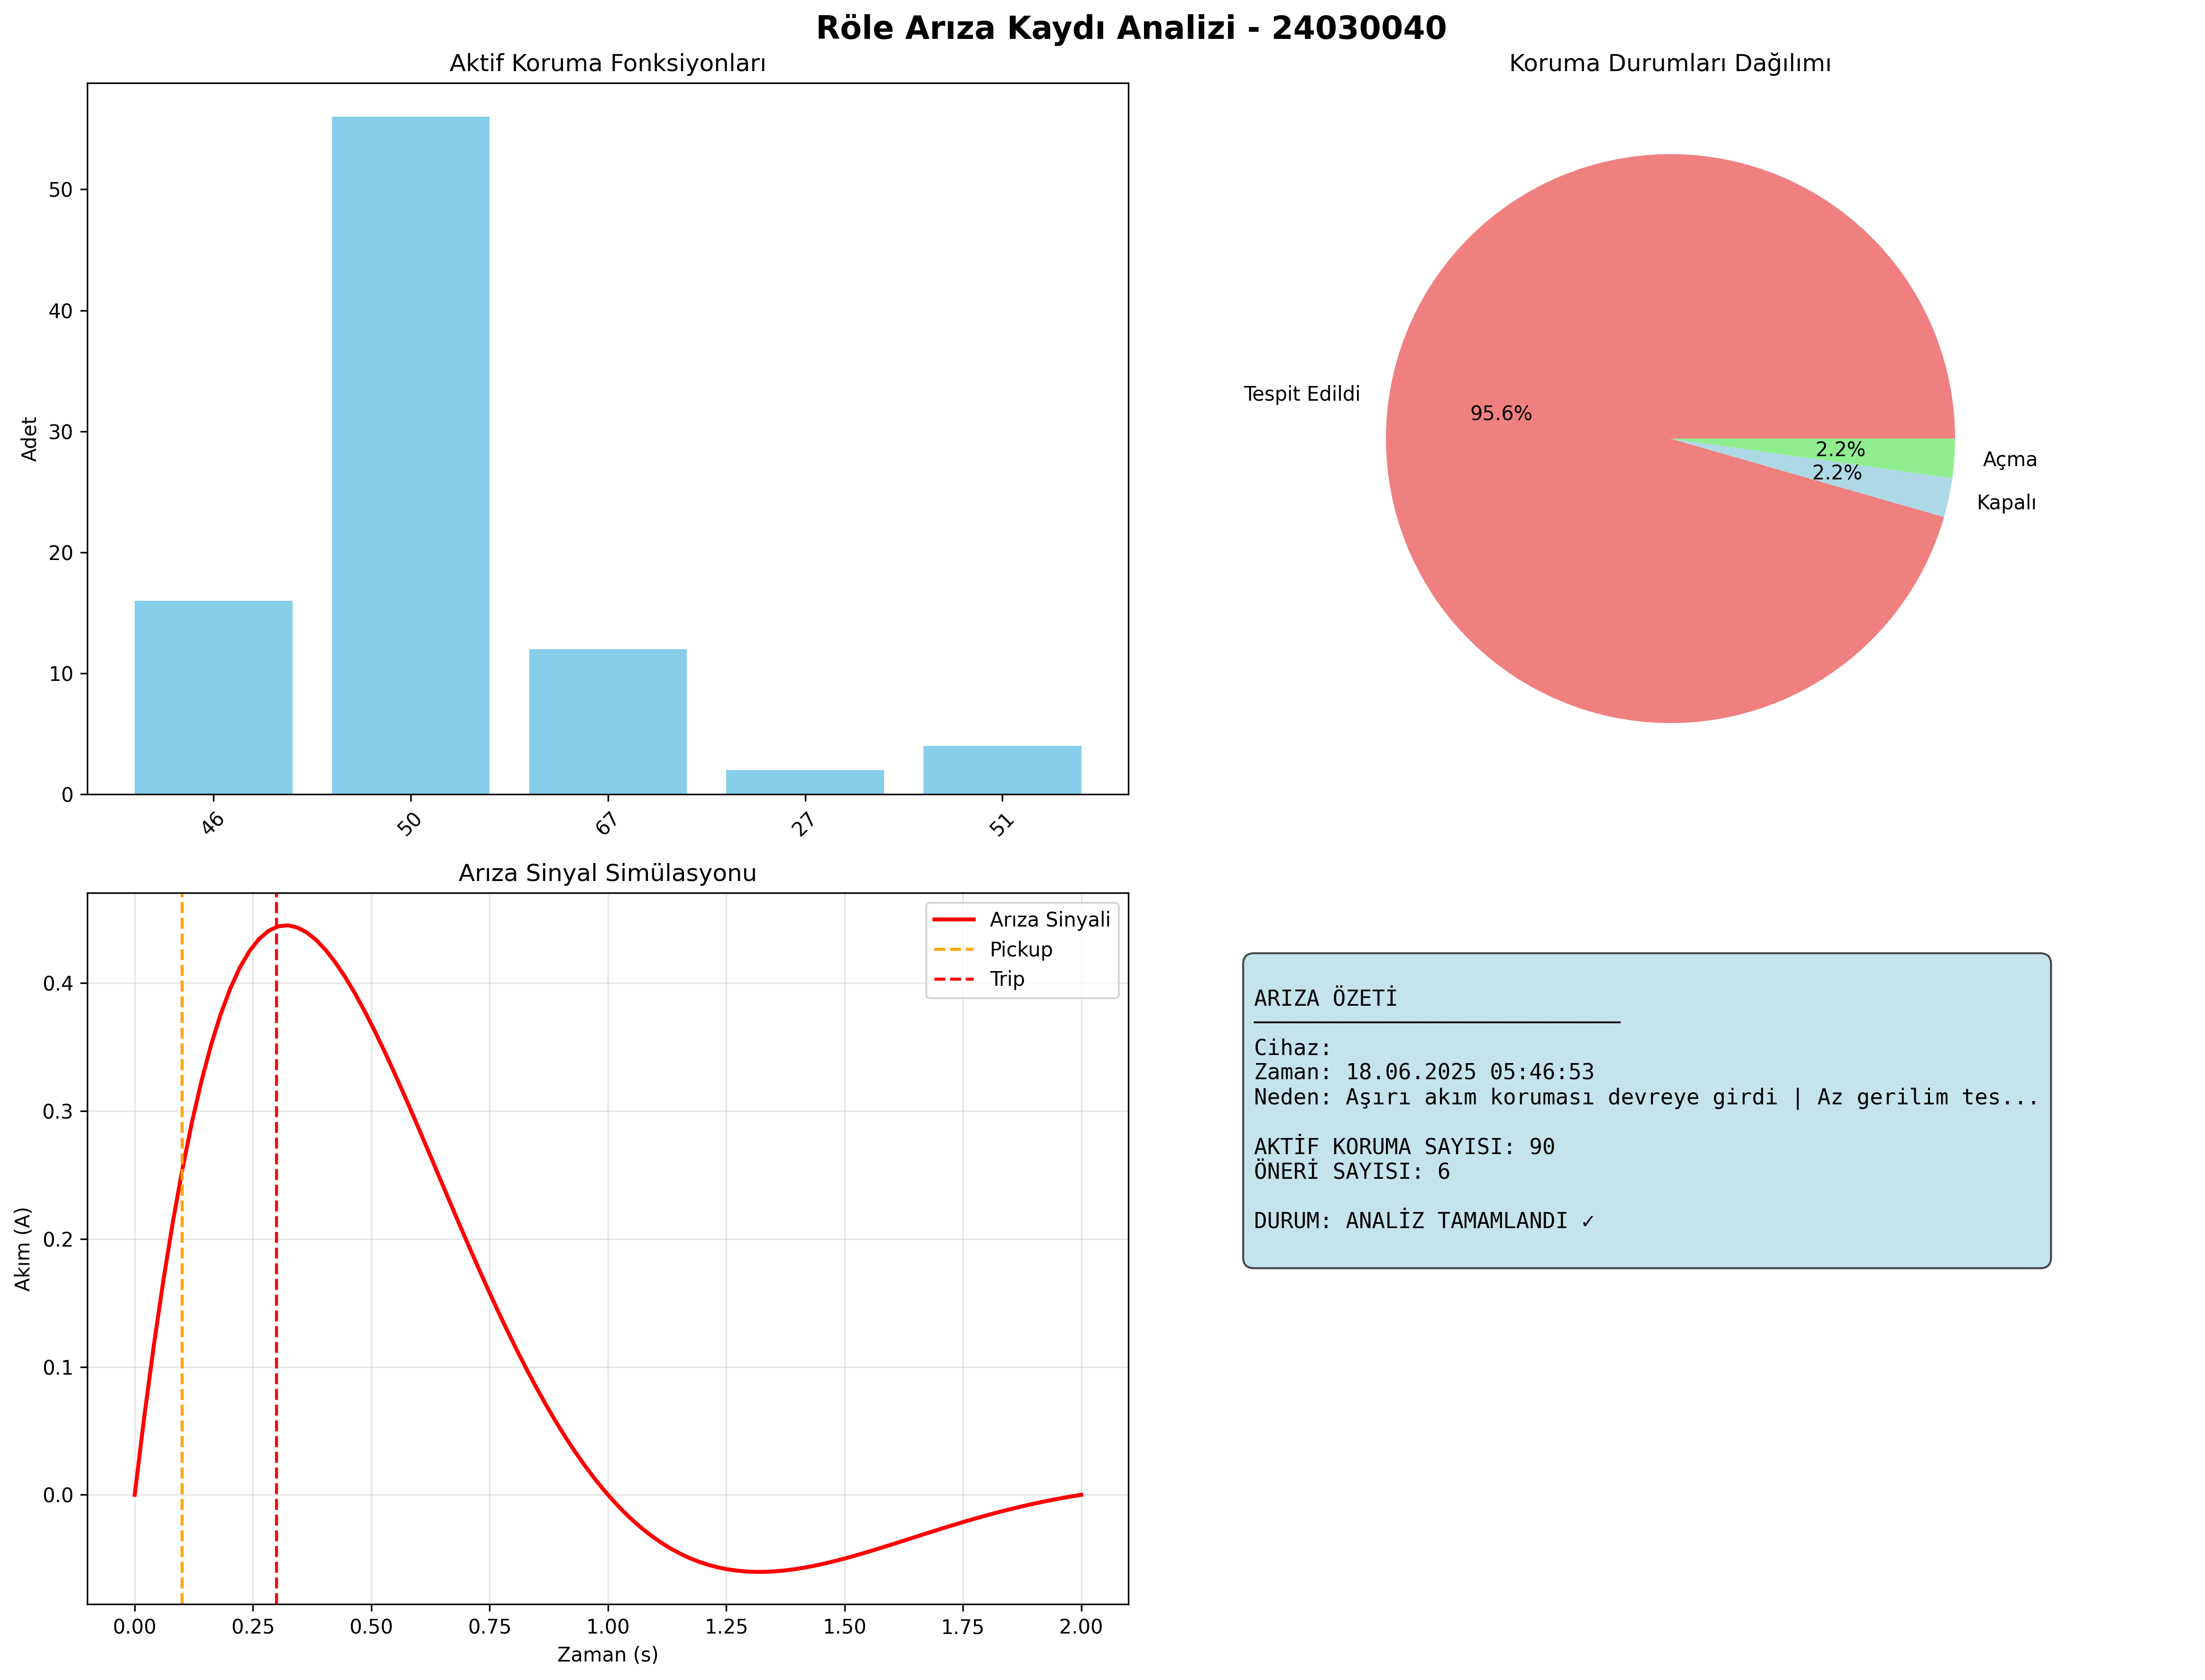 Röle Arıza Kaydı Analizi - 24030040
Aktif Koruma Fonksiyonları
Adet
50
40
30
20
10
0
46
50
67
27
51
Koruma Durumları Dağılımı
Tespit Edildi
95.6%
2.2%
2.2%
Açma
Kapalı
Arıza Sinyal Simülasyonu
Akım (A)
0.4
0.3
0.2
0.1
0.0
0.00
0.25
0.50
0.75
1.00
1.25
1.50
1.75
2.00
Zaman (s)
Arıza Sinyali
Pickup
Trip
ARIZA ÖZETİ
Cihaz:
Zaman: 18.06.2025 05:46:53
Neden: Aşırı akım koruması devreye girdi | Az gerilim tes...
AKTİF KORUMA SAYISI: 90
ÖNERİ SAYISI: 6
DURUM: ANALİZ TAMAMLANDI ✓